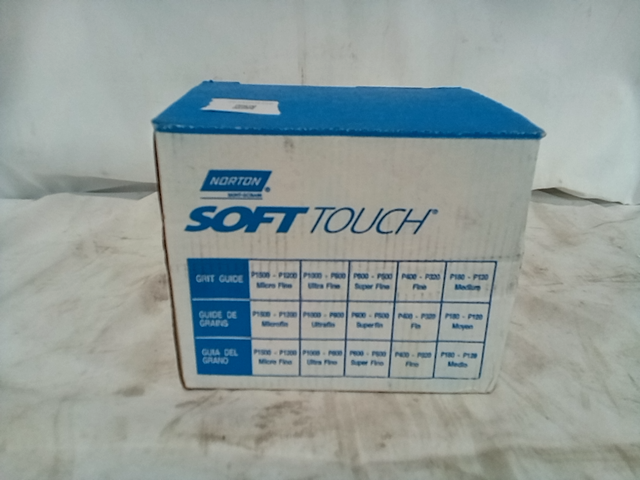 NORTON
SOFT TOUCH®
GRIT GUIDE P1500 - P1200 Micro Fine P1000 - P800 Ultra Fine P600 - P500 Super Fine P400 - P320 Fine P180 - P120 Medium
GUIDE DE GRAINS P1500 - P1200 Microfin P1000 - P800 Ultrafin P600 - P500 Superfin P400 - P320 Fin P180 - P120 Moyen
GUIA DEL GRANO P1500 - P1200 Micro Fino P1000 - P800 Ultra Fino P600 - P500 Super Fino P400 - P320 Fino P180 - P120 Medio